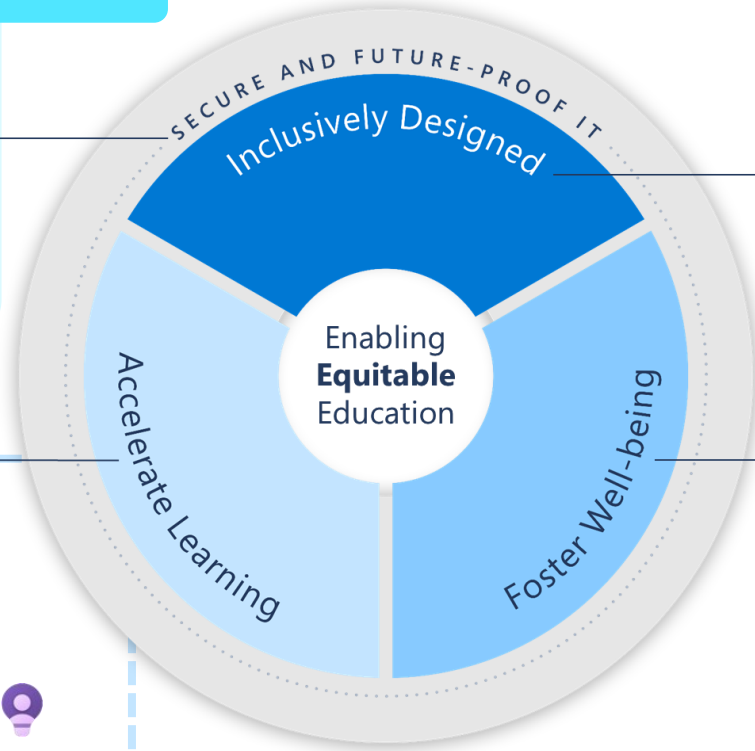 SECURE AND FUTURE-PROOF IT
Inclusively Designed
Enabling
Equitable
Education
Accelerate Learning
Foster Well-being